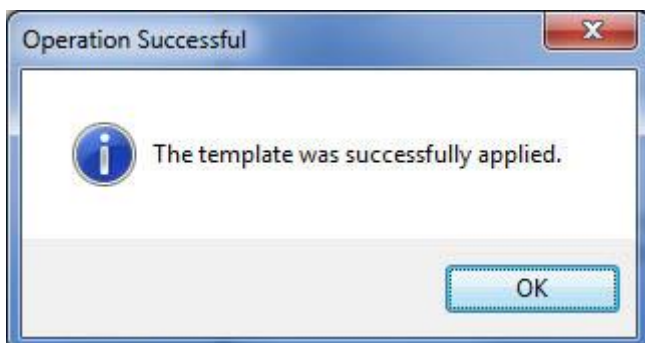 Operation Successful
The template was successfully applied.
OK